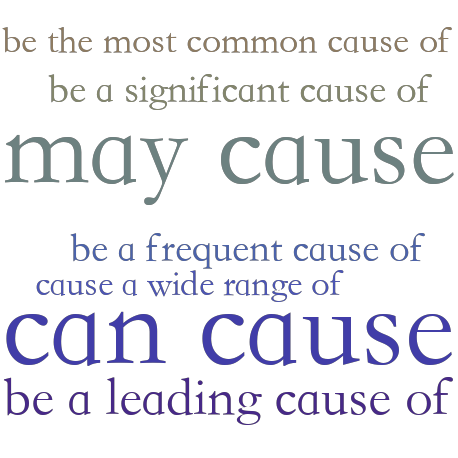 be the most common cause of
be a significant cause of
may cause
be a frequent cause of
cause a wide range of
can cause
be a leading cause of